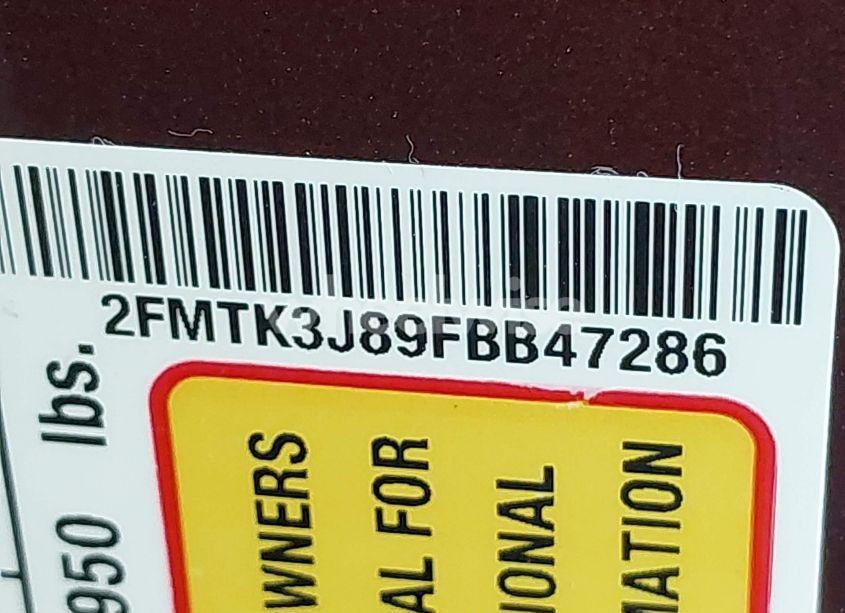 2FMTK3J89FBB47286
lbs.
950
WNERS
AL FOR
IONAL
MATION